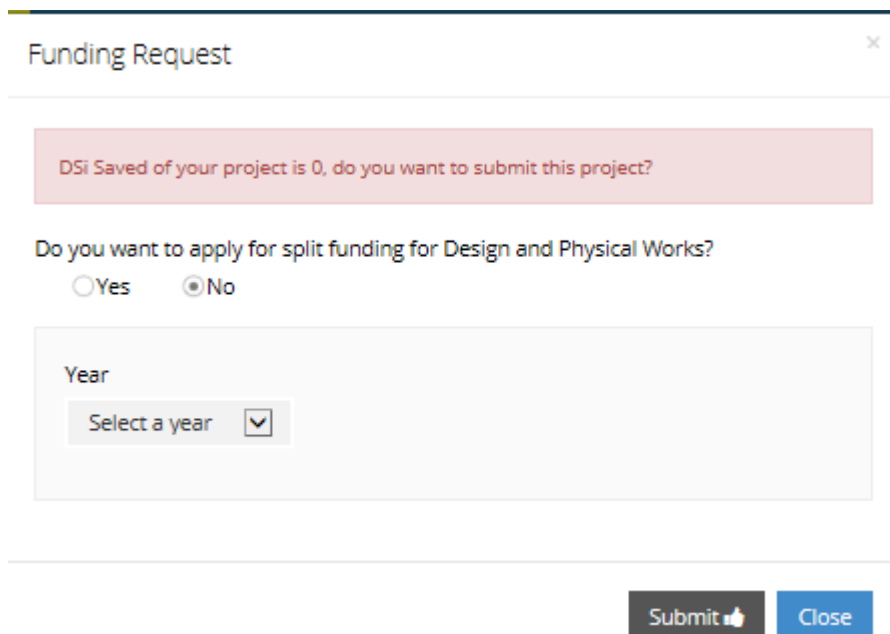 Funding Request
DSi Saved of your project is 0, do you want to submit this project?
Do you want to apply for split funding for Design and Physical Works?
Yes No
Year
Select a year
Submit Close